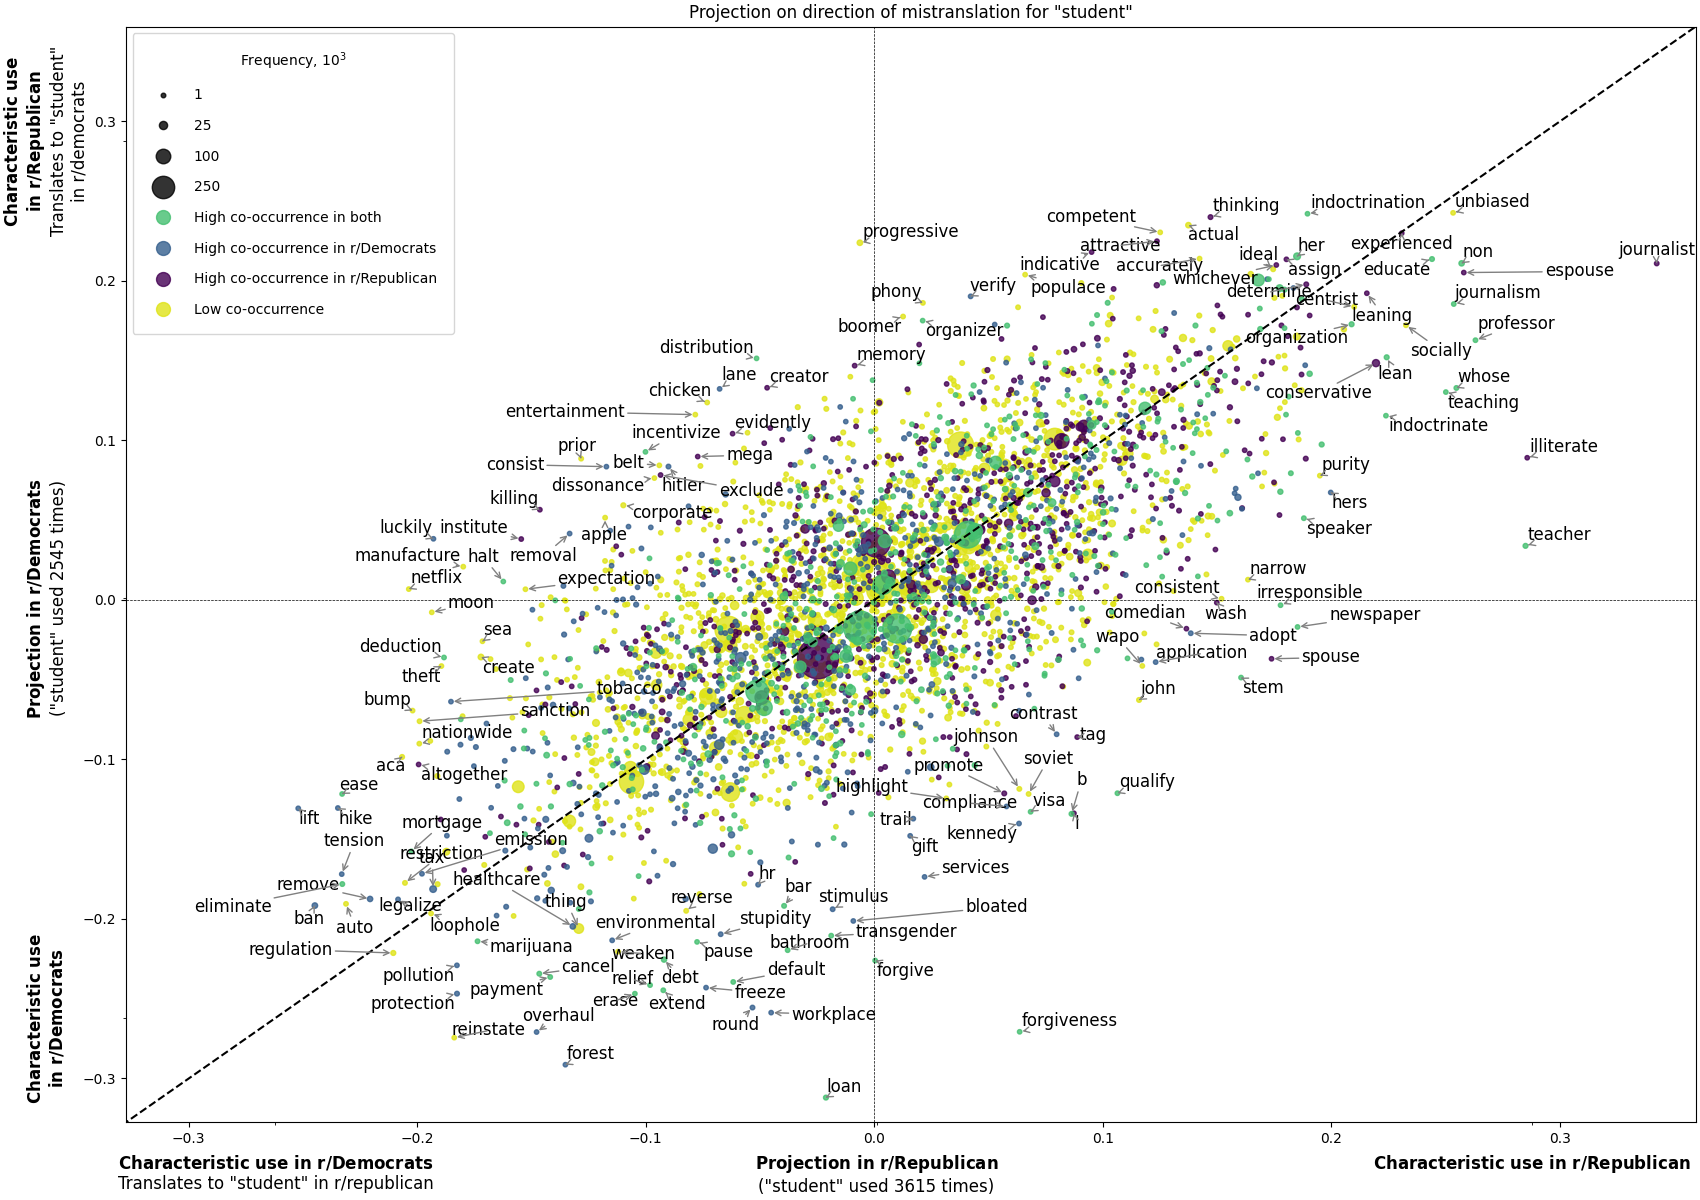 Projection on direction of mistranslation for "student"
Characteristic use
in r/Republican
Translates to "student"
in r/democrats
Projection in r/Democrats
("student" used 2545 times)
Characteristic use
in r/Democrats
Frequency, 10³
1
25
100
250
High co-occurrence in both
High co-occurrence in r/Democrats
High co-occurrence in r/Republican
Low co-occurrence
0.3
0.2
0.1
0.0
−0.1
−0.2
−0.3
progressive
competent
thinking
indoctrination
unbiased
actual
attractive
experienced
her
ideal
non
journalist
indicative
accurately
assign
educate
espouse
populace
whichever
determine
centrist
journalism
phony
verify
leaning
boomer
organizer
organization
professor
socially
distribution
memory
lane
creator
conservative
lean
whose
chicken
teaching
entertainment
evidently
indoctrinate
incentivize
prior
belt
mega
illiterate
consist
purity
dissonance
hitler
exclude
hers
killing
corporate
speaker
luckily
institute
apple
teacher
manufacture
halt
removal
netflix
expectation
narrow
moon
consistent
irresponsible
sea
comedian
wash
newspaper
deduction
wapo
adopt
theft
create
application
spouse
bump
tobacco
john
stem
sanction
contrast
nationwide
johnson
tag
aca
altogether
promote
soviet
ease
highlight
b
qualify
lift
hike
compliance
visa
mortgage
trail
l
tension
emission
kennedy
restriction
tax
gift
remove
healthcare
hr
services
eliminate
legalize
thing
reverse
bar
stimulus
ban
auto
loophole
environmental
stupidity
bloated
regulation
marijuana
weaken
pause
bathroom
transgender
pollution
cancel
relief
debt
default
forgive
protection
payment
erase
extend
freeze
reinstate
overhaul
round
workplace
forgiveness
forest
loan
−0.3
−0.2
−0.1
0.0
0.1
0.2
0.3
Characteristic use in r/Democrats
Translates to "student" in r/republican
Projection in r/Republican
("student" used 3615 times)
Characteristic use in r/Republican